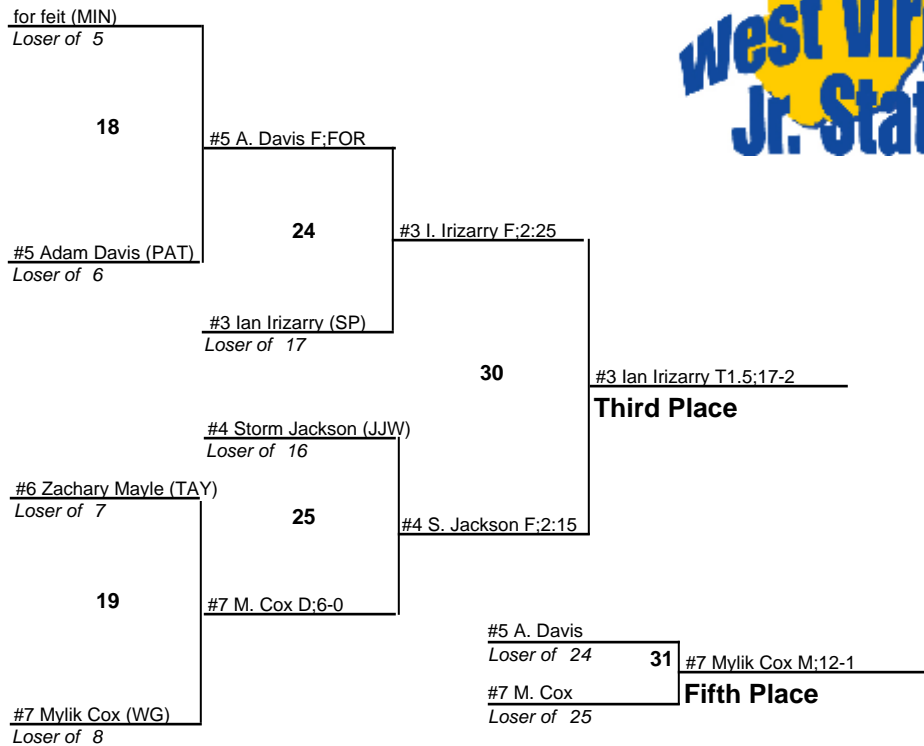 for feit (MIN)
Loser of 5
18
#5 A. Davis F;FOR
#5 Adam Davis (PAT)
Loser of 6
24
#3 I. Irizarry F;2:25
#3 Ian Irizarry (SP)
Loser of 17
30
#3 Ian Irizarry T1.5;17-2
Third Place
#4 Storm Jackson (JJW)
Loser of 16
#6 Zachary Mayle (TAY)
Loser of 7
25
#4 S. Jackson F;2:15
19
#7 M. Cox D;6-0
#7 Mylik Cox (WG)
Loser of 8
#5 A. Davis
Loser of 24
31
#7 Mylik Cox M;12-1
Fifth Place
#7 M. Cox
Loser of 25
West Vir
Jr. Stat